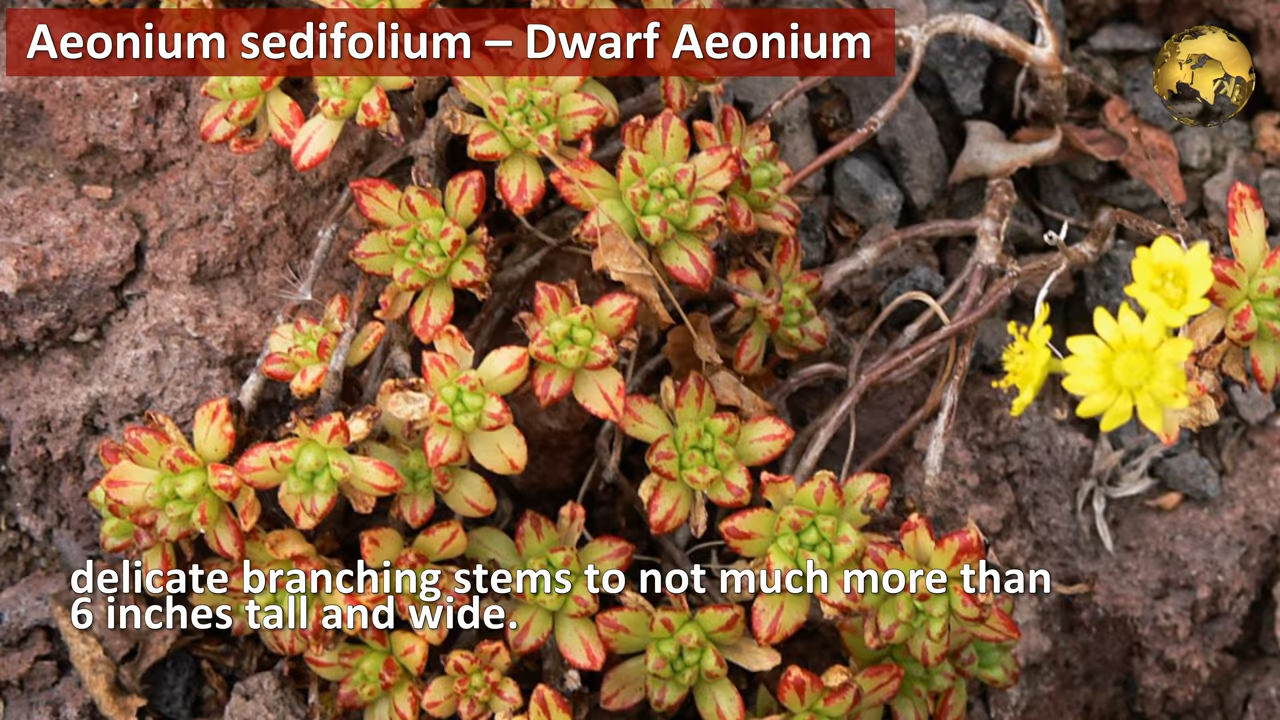 Aeonium sedifolium – Dwarf Aeonium
delicate branching stems to not much more than
6 inches tall and wide.